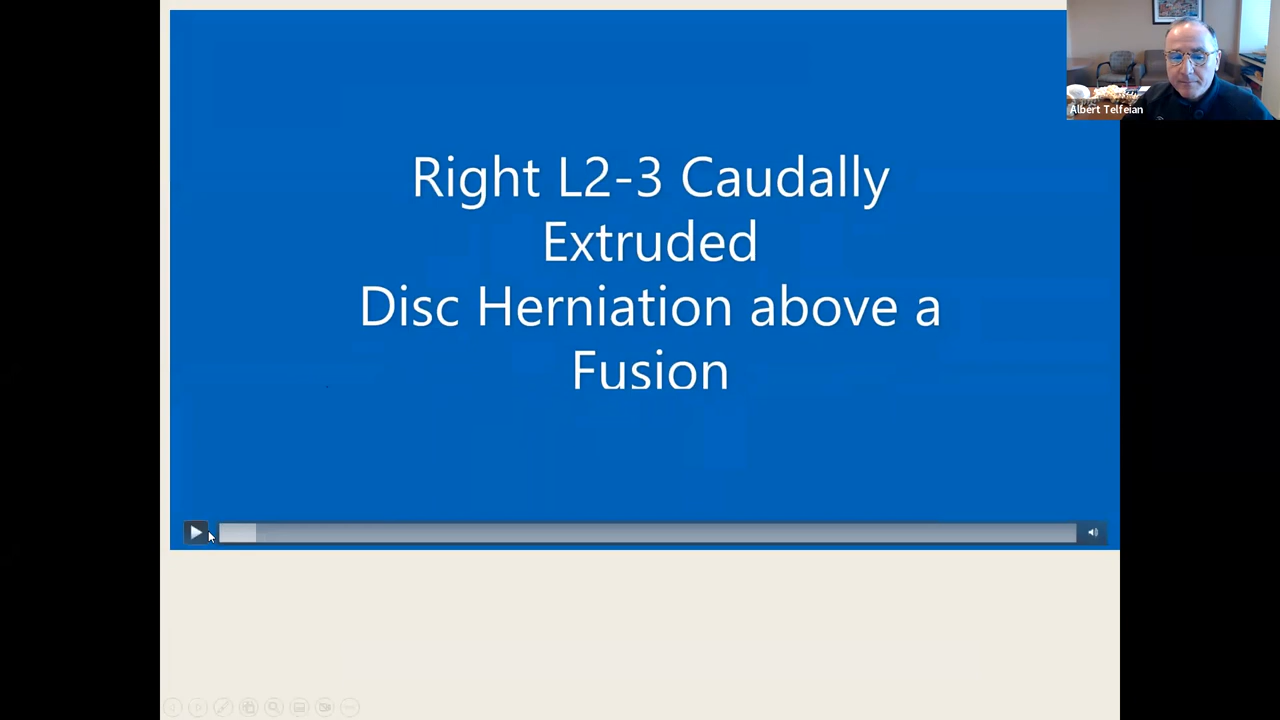 Right L2-3 Caudally
Extruded
Disc Herniation above a
Fusion
Albert Telfeian